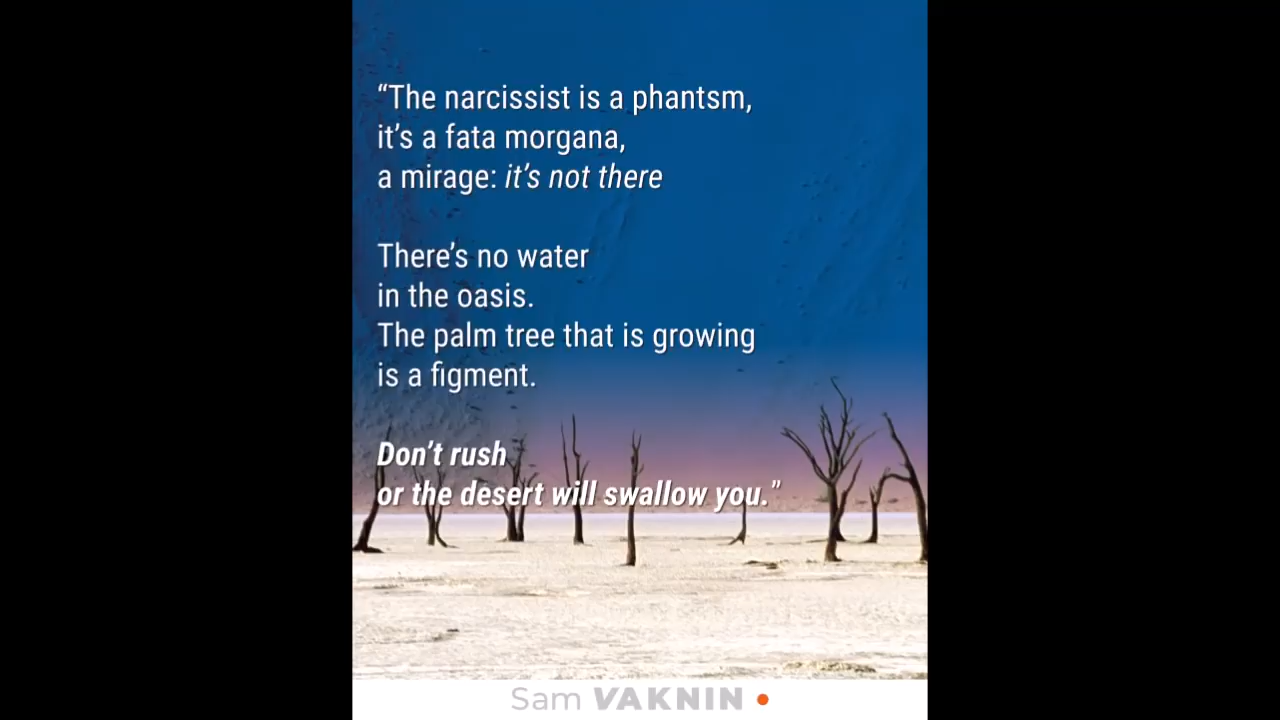 “The narcissist is a phantsm,
it’s a fata morgana,
a mirage: it’s not there
There’s no water
in the oasis.
The palm tree that is growing
is a figment.
Don’t rush
or the desert will swallow you.”
Sam VAKNIN